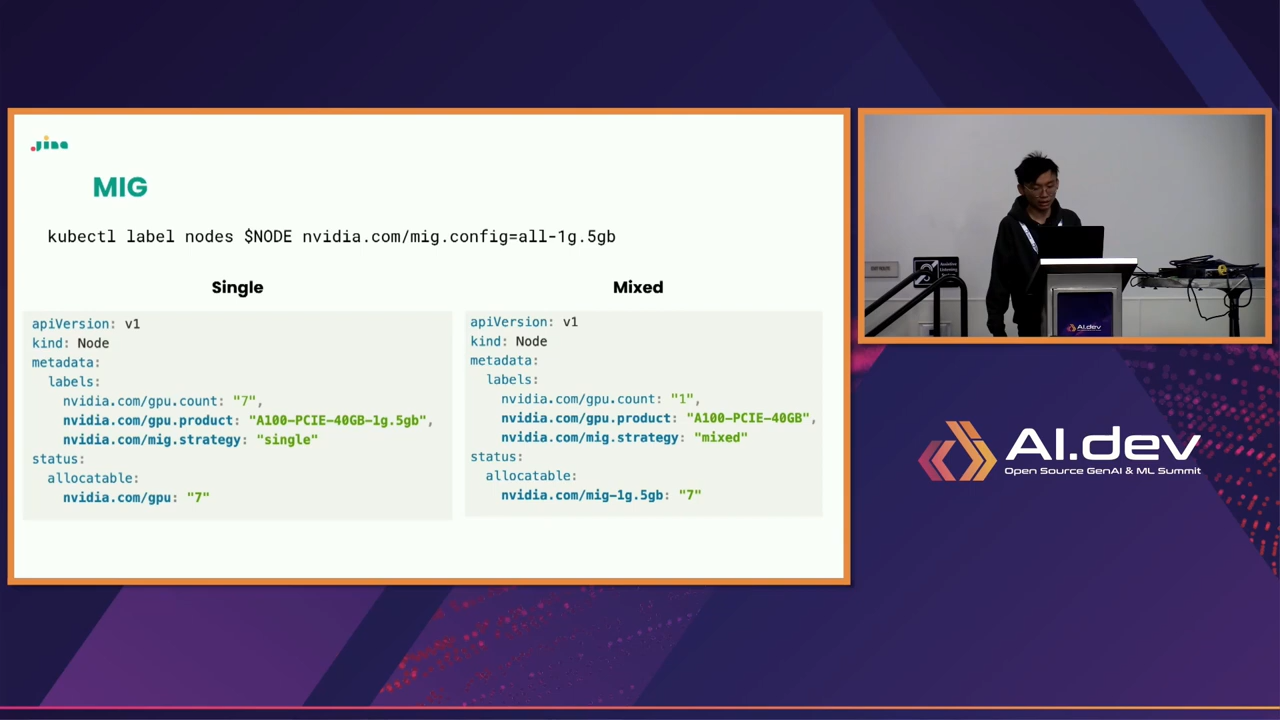 .jina
MIG
kubectl label nodes $NODE nvidia.com/mig.config=all-1g.5gb
Single
apiVersion: v1
kind: Node
metadata:
labels:
nvidia.com/gpu.count: "7",
nvidia.com/gpu.product: "A100-PCIE-40GB-1g.5gb",
nvidia.com/mig.strategy: "single"
status:
allocatable:
nvidia.com/gpu: "7"
Mixed
apiVersion: v1
kind: Node
metadata:
labels:
nvidia.com/gpu.count: "1",
nvidia.com/gpu.product: "A100-PCIE-40GB",
nvidia.com/mig.strategy: "mixed"
status:
allocatable:
nvidia.com/mig-1g.5gb: "7"
Assistive
Listening
AI.dev
AI.dev
Open Source GenAI & ML Summit